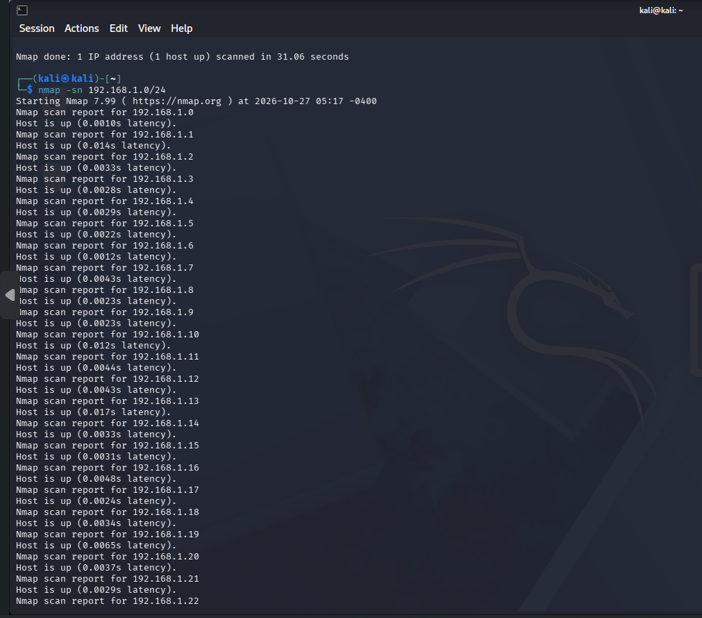 kali@kali: ~
Session Actions Edit View Help
Nmap done: 1 IP address (1 host up) scanned in 31.06 seconds
┌──(kali㉿kali)-[~]
└─$ nmap -sn 192.168.1.0/24
Starting Nmap 7.99 ( https://nmap.org ) at 2026-10-27 05:17 -0400
Nmap scan report for 192.168.1.0
Host is up (0.0010s latency).
Nmap scan report for 192.168.1.1
Host is up (0.014s latency).
Nmap scan report for 192.168.1.2
Host is up (0.0033s latency).
Nmap scan report for 192.168.1.3
Host is up (0.0028s latency).
Nmap scan report for 192.168.1.4
Host is up (0.0029s latency).
Nmap scan report for 192.168.1.5
Host is up (0.0022s latency).
Nmap scan report for 192.168.1.6
Host is up (0.0012s latency).
Nmap scan report for 192.168.1.7
Host is up (0.0043s latency).
Nmap scan report for 192.168.1.8
Host is up (0.0023s latency).
Nmap scan report for 192.168.1.9
Host is up (0.0023s latency).
Nmap scan report for 192.168.1.10
Host is up (0.012s latency).
Nmap scan report for 192.168.1.11
Host is up (0.0044s latency).
Nmap scan report for 192.168.1.12
Host is up (0.0043s latency).
Nmap scan report for 192.168.1.13
Host is up (0.017s latency).
Nmap scan report for 192.168.1.14
Host is up (0.0033s latency).
Nmap scan report for 192.168.1.15
Host is up (0.0031s latency).
Nmap scan report for 192.168.1.16
Host is up (0.0048s latency).
Nmap scan report for 192.168.1.17
Host is up (0.0024s latency).
Nmap scan report for 192.168.1.18
Host is up (0.0034s latency).
Nmap scan report for 192.168.1.19
Host is up (0.0065s latency).
Nmap scan report for 192.168.1.20
Host is up (0.0037s latency).
Nmap scan report for 192.168.1.21
Host is up (0.0029s latency).
Nmap scan report for 192.168.1.22